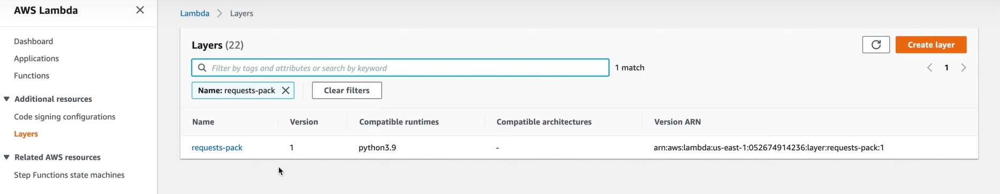 AWS Lambda
Dashboard
Applications
Functions
Additional resources
Code signing configurations
Layers
Related AWS resources
Step Functions state machines
Lambda > Layers
Layers (22)
Create layer
Filter by tags and attributes or search by keyword
1 match
1
Name: requests-pack
Clear filters
Name Version Compatible runtimes Compatible architectures Version ARN
requests-pack 1 python3.9 - arn:aws:lambda:us-east-1:052674914236:layer:requests-pack:1